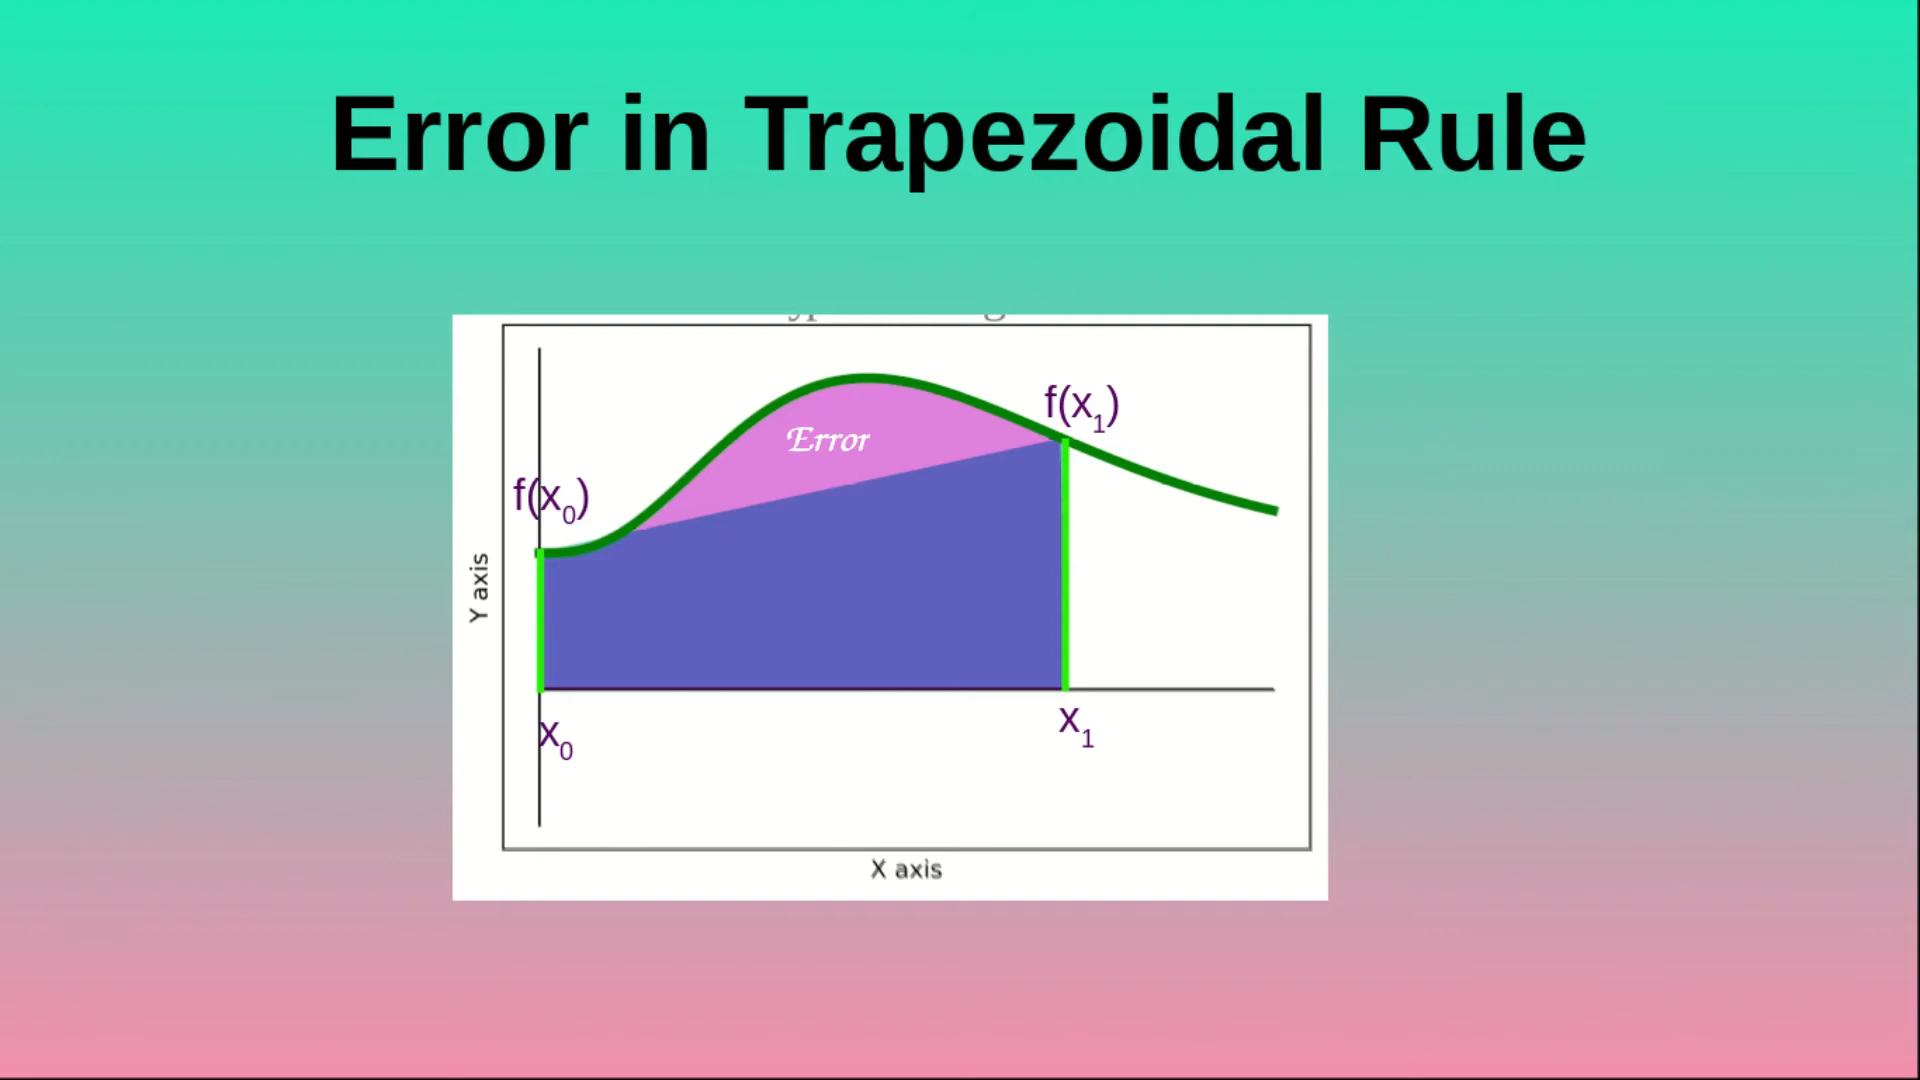 Error in Trapezoidal Rule
f(x₁)
Error
f(x₀)
Y axis
x₀
x₁
X axis